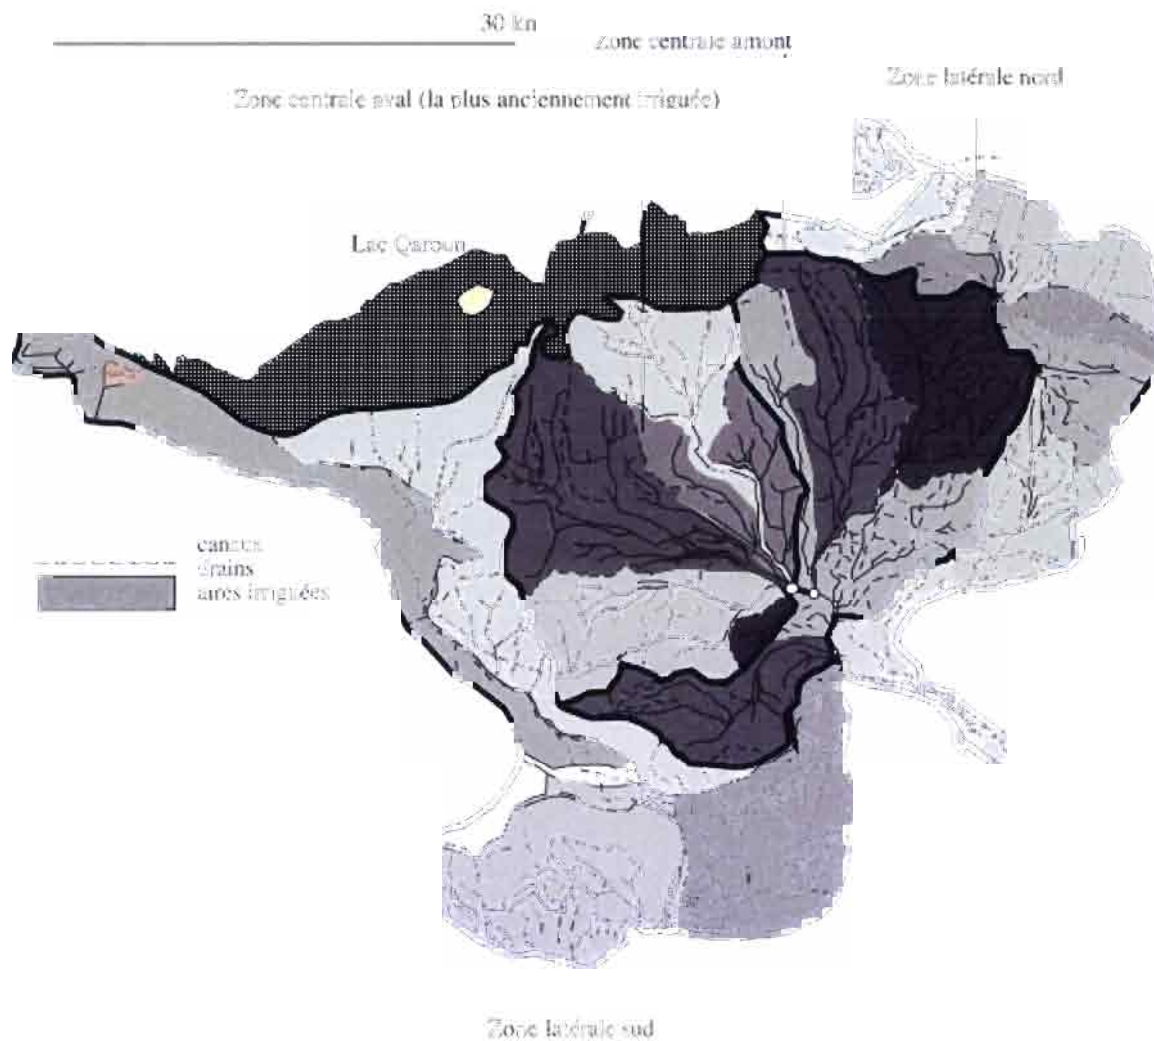 30 km
Zone centrale amont
Zone latérale nord
Zone centrale aval (la plus anciennement irriguée)
Lac Qaroun
canaux
drains
aires irriguées
Zone latérale sud